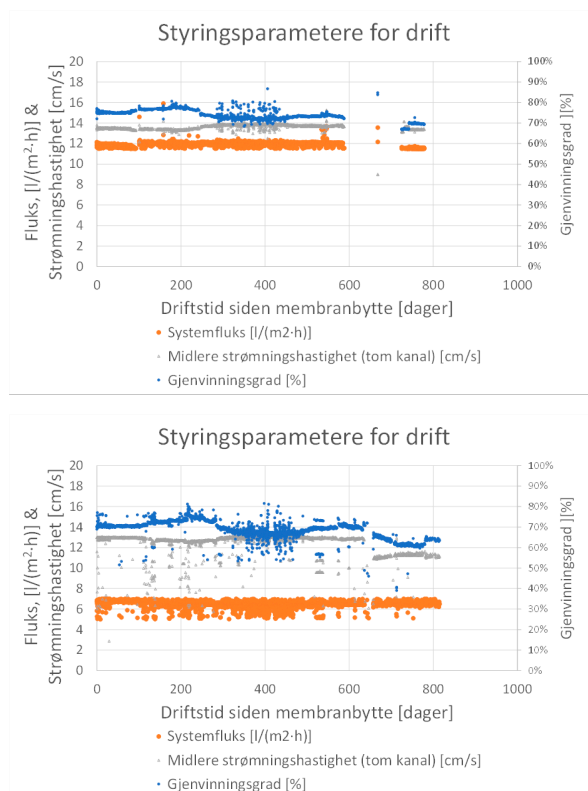 Styringsparametere for drift
Fluks, [l/(m²·h)] &
Strømningshastighet [cm/s]
20
18
16
14
12
10
8
6
4
2
0
100%
90%
80%
70%
60%
50%
40%
30%
20%
10%
0%
Gjenvinningsgrad ][%]
0 200 400 600 800 1000
Driftstid siden membranbytte [dager]
Systemfluks [l/(m2·h)]
Midlere strømningshastighet (tom kanal) [cm/s]
Gjenvinningsgrad [%]
Styringsparametere for drift
Fluks, [l/(m²·h)] &
Strømningshastighet [cm/s]
20
18
16
14
12
10
8
6
4
2
0
100%
90%
80%
70%
60%
50%
40%
30%
20%
10%
0%
Gjenvinningsgrad ][%]
0 200 400 600 800 1000
Driftstid siden membranbytte [dager]
Systemfluks [l/(m2·h)]
Midlere strømningshastighet (tom kanal) [cm/s]
Gjenvinningsgrad [%]